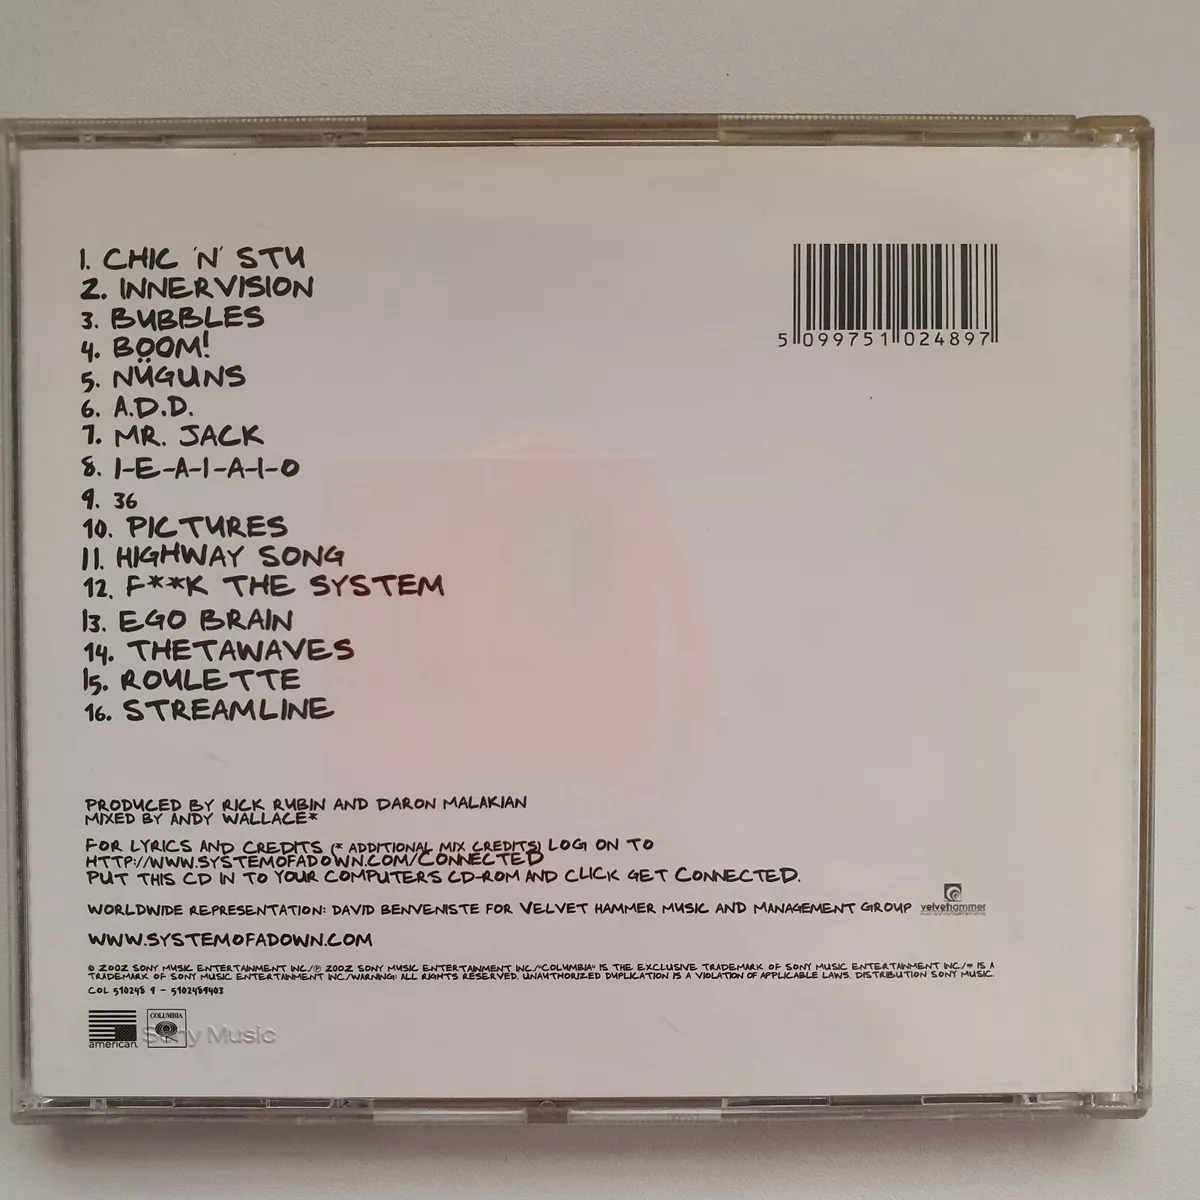 1. CHIC 'N' STU
2. INNERVISION
3. BUBBLES
4. BÖOM!
5. NÜGUNS
6. A.D.D.
7. MR. JACK
8. I-E-A-I-A-I-O
9. 36
10. PICTURES
11. HIGHWAY SONG
12. F**K THE SYSTEM
13. EGO BRAIN
14. THETAWAVES
15. ROULETTE
16. STREAMLINE
5 099751 024897
PRODUCED BY RICK RUBIN AND DARON MALAKIAN
MIXED BY ANDY WALLACE*
FOR LYRICS AND CREDITS (* ADDITIONAL MIX CREDITS) LOG ON TO
HTTP://WWW.SYSTEMOFADOWN.COM/CONNECTED
PUT THIS CD IN TO YOUR COMPUTERS CD-ROM AND CLICK GET CONNECTED.
WORLDWIDE REPRESENTATION: DAVID BENVENISTE FOR VELVET HAMMER MUSIC AND MANAGEMENT GROUP
velvethammer
WWW.SYSTEMOFADOWN.COM
© 2002 SONY MUSIC ENTERTAINMENT INC./℗ 2002 SONY MUSIC ENTERTAINMENT INC./"COLUMBIA" IS THE EXCLUSIVE TRADEMARK OF SONY MUSIC ENTERTAINMENT INC./* IS A
TRADEMARK OF SONY MUSIC ENTERTAINMENT INC/WARNING: ALL RIGHTS RESERVED. UNAUTHORIZED DUPLICATION IS A VIOLATION OF APPLICABLE LAWS. DISTRIBUTION SONY MUSIC.
COL 510248 9 - 5102489403
american
COLUMBIA
Sony Music